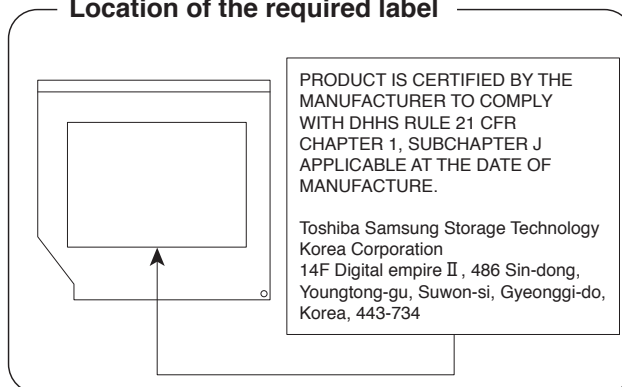 Location of the required label
PRODUCT IS CERTIFIED BY THE
MANUFACTURER TO COMPLY
WITH DHHS RULE 21 CFR
CHAPTER 1, SUBCHAPTER J
APPLICABLE AT THE DATE OF
MANUFACTURE.
Toshiba Samsung Storage Technology
Korea Corporation
14F Digital empire Ⅱ, 486 Sin-dong,
Youngtong-gu, Suwon-si, Gyeonggi-do,
Korea, 443-734